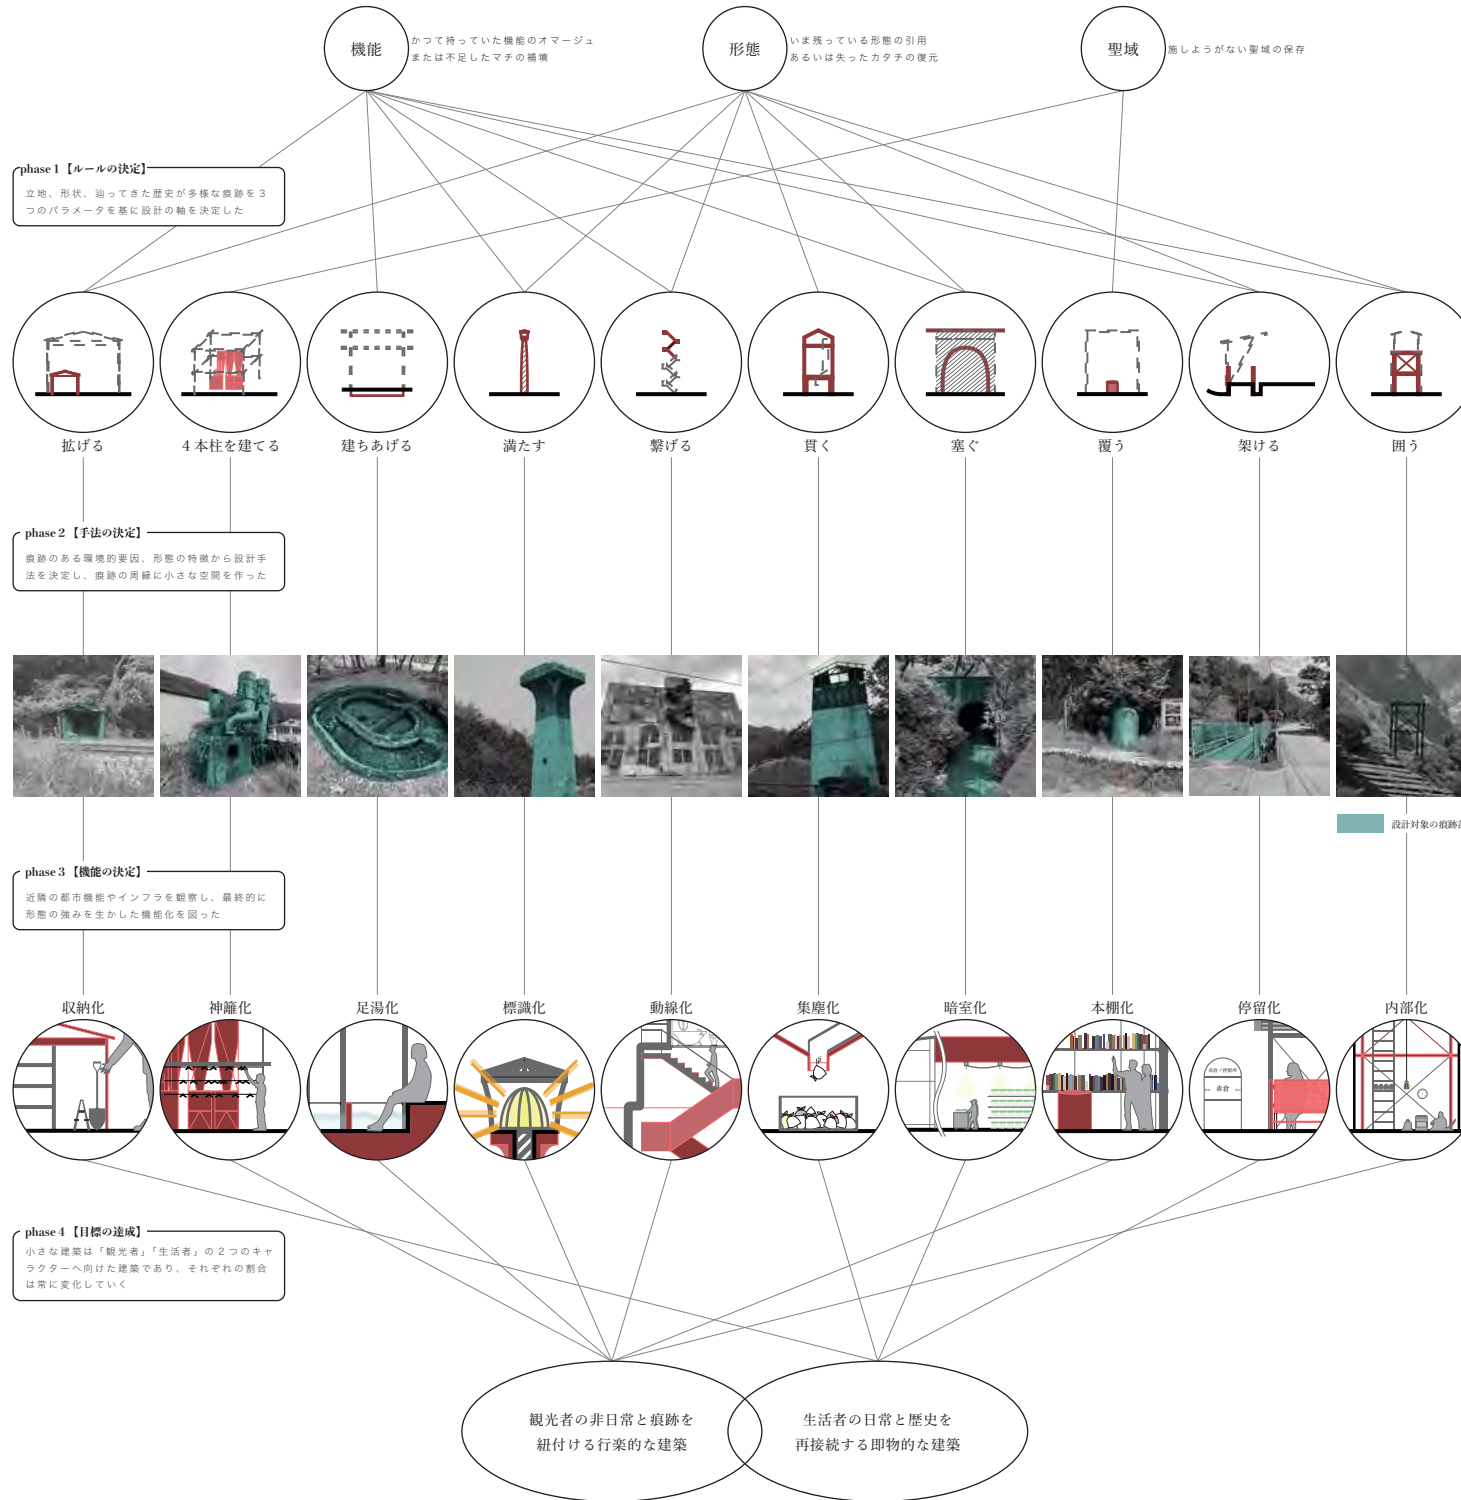 機能
かつて持っていた機能のオマージュ
または不足したマチの補填
形態
いま残っている形態の引用
あるいは失ったカタチの復元
聖域
施しようがない聖域の保存
phase 1【ルールの決定】
立地、形状、辿ってきた歴史が多様な痕跡を3
つのパラメータを基に設計の軸を決定した
拡げる
4本柱を建てる
建ちあげる
満たす
繋げる
貫く
塞ぐ
覆う
架ける
囲う
phase 2【手法の決定】
痕跡のある環境的要因、形態の特徴から設計手
法を決定し、痕跡の周縁に小さな空間を作った
設計対象の痕跡部
phase 3【機能の決定】
近隣の都市機能やインフラを観察し、最終的に
形態の強みを生かした機能化を図った
収納化
神籬化
足湯化
標識化
動線化
集塵化
暗室化
本棚化
停留化
内部化
赤倉
phase 4【目標の達成】
小さな建築は「観光者」「生活者」の2つのキャ
ラクターへ向けた建築であり、それぞれの割合
は常に変化していく
観光者の非日常と痕跡を
紐付ける行楽的な建築
生活者の日常と歴史を
再接続する即物的な建築